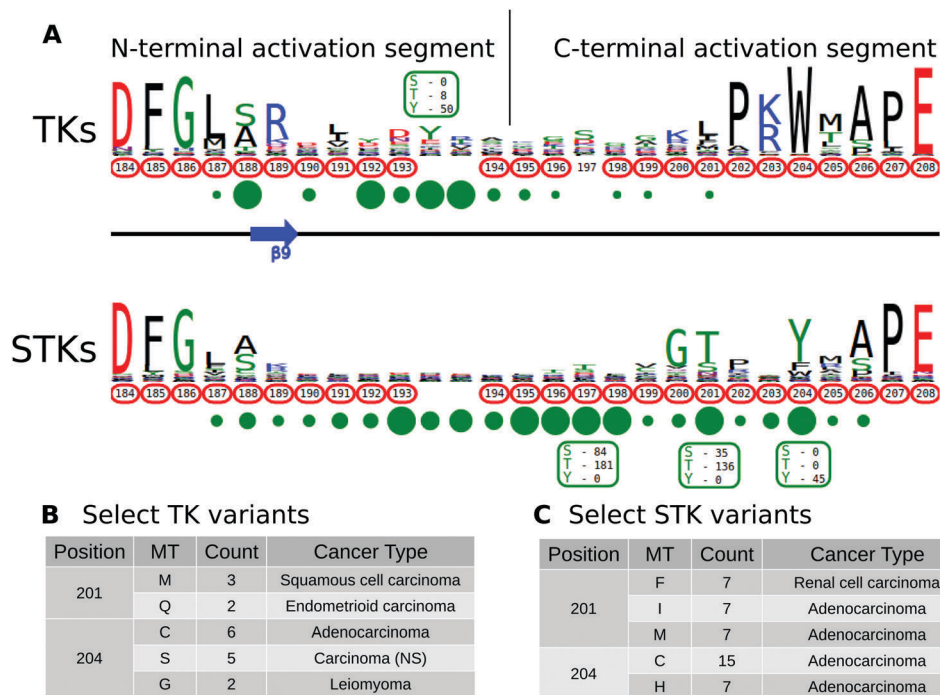 A
N-terminal activation segment
C-terminal activation segment
TKs
S - 0
T - 8
Y - 50
D F G L S R L D Y P K W M A P E
M A V R K L R T S
184 185 186 187 188 189 190 191 192 193 194 195 196 197 198 199 200 201 202 203 204 205 206 207 208
β9
STKs
D F G L A G T P Y M A P E
S K F S
184 185 186 187 188 189 190 191 192 193 194 195 196 197 198 199 200 201 202 203 204 205 206 207 208
S - 84
T - 181
Y - 0
S - 35
T - 136
Y - 0
S - 0
T - 0
Y - 45
B Select TK variants
Position MT Count Cancer Type
201 M 3 Squamous cell carcinoma
Q 2 Endometrioid carcinoma
204 C 6 Adenocarcinoma
S 5 Carcinoma (NS)
G 2 Leiomyoma
C Select STK variants
Position MT Count Cancer Type
201 F 7 Renal cell carcinoma
I 7 Adenocarcinoma
M 7 Adenocarcinoma
204 C 15 Adenocarcinoma
H 7 Adenocarcinoma